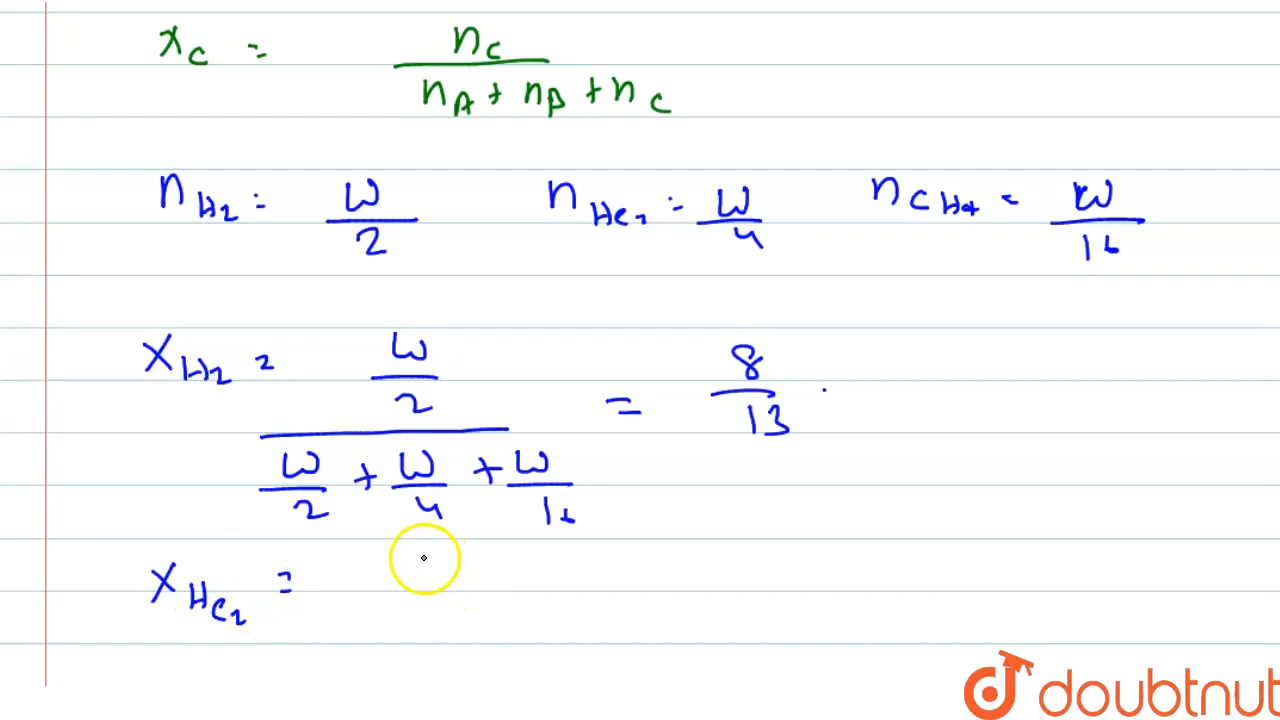 x_C = n_C / (n_A + n_B + n_C)
n_H2 = W/2 n_He2 = W/4 n_CH4 = W/16
x_H2 = (W/2) / (W/2 + W/4 + W/16) = 8/13
x_He2 =
doubtnut